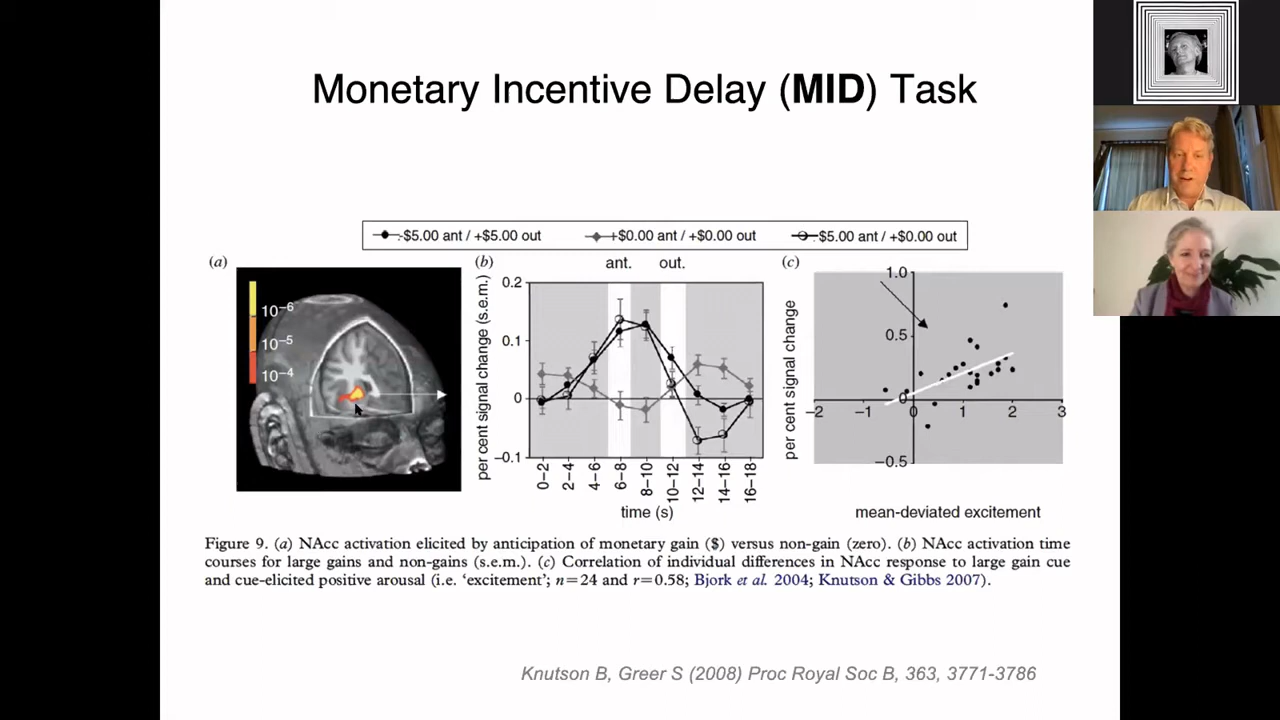 Monetary Incentive Delay (MID) Task
$5.00 ant / +$5.00 out
+$0.00 ant / +$0.00 out
$5.00 ant / +$0.00 out
(a)
10−6
10−5
10−4
(b)
ant.
out.
per cent signal change (s.e.m.)
0.2
0.1
0
−0.1
0–2
2–4
4–6
6–8
8–10
10–12
12–14
14–16
16–18
time (s)
(c)
per cent signal change
1.0
0.5
0
−0.5
−2
−1
1
2
3
mean-deviated excitement
Figure 9. (a) NAcc activation elicited by anticipation of monetary gain ($) versus non-gain (zero). (b) NAcc activation time
courses for large gains and non-gains (s.e.m.). (c) Correlation of individual differences in NAcc response to large gain cue
and cue-elicited positive arousal (i.e. ‘excitement’; n=24 and r=0.58; Bjork et al. 2004; Knutson & Gibbs 2007).
Knutson B, Greer S (2008) Proc Royal Soc B, 363, 3771-3786